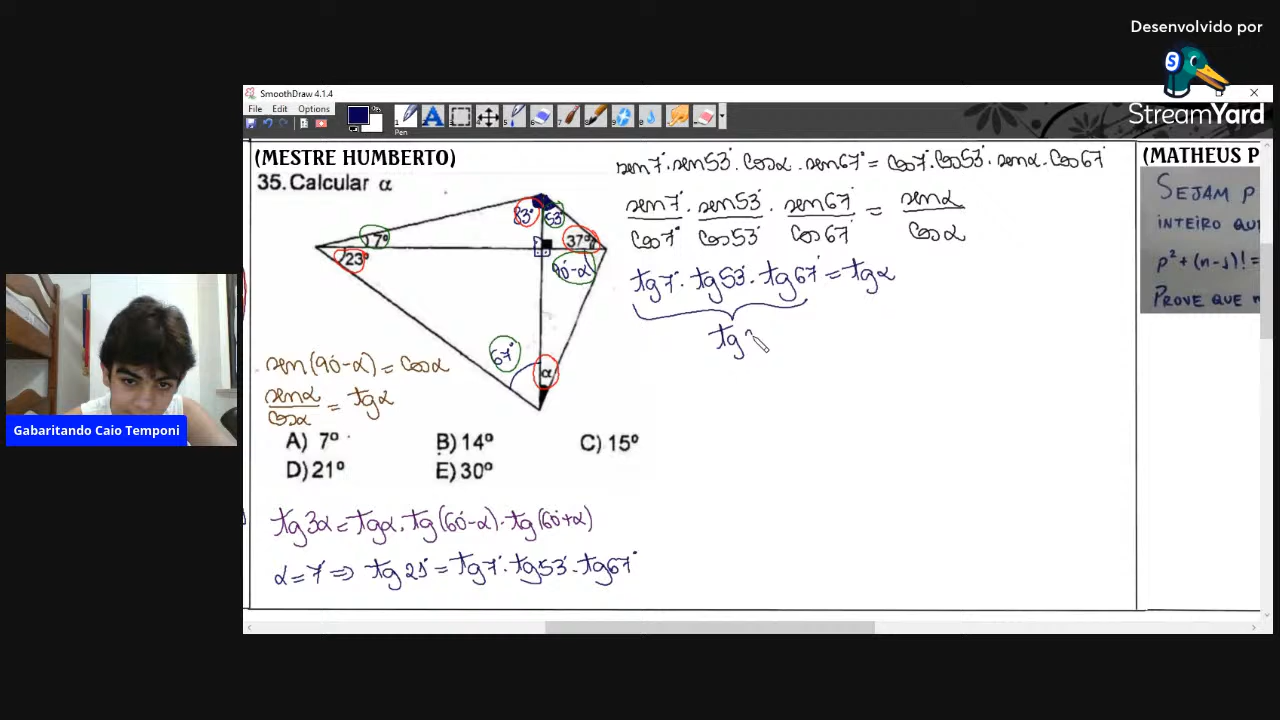 Desenvolvido por
StreamYard
SmoothDraw 4.1.4
File Edit Options
Pen
(MESTRE HUMBERTO)
35. Calcular α
7°
23°
83°
53°
37°
90-α
67°
α
sen(90-α) = cosα
senα/cosα = tgα
A) 7° B) 14° C) 15°
D) 21° E) 30°
tg3α = tgα. tg(60-α). tg(60+α)
α = 7 ⇒ tg21° = tg7°. tg53°. tg67°
sen7°. sen53°. cosα. sen67° = cos7°. cos53°. senα. cos67°
sen7°/cos7° . sen53°/cos53° . sen67°/cos67° = senα/cosα
tg7°. tg53°. tg67° = tgα
tg
(MATHEUS P
SEJAM P
INTEIRO QU
P²+(n-1)! =
PROVE QUE
Gabaritando Caio Temponi